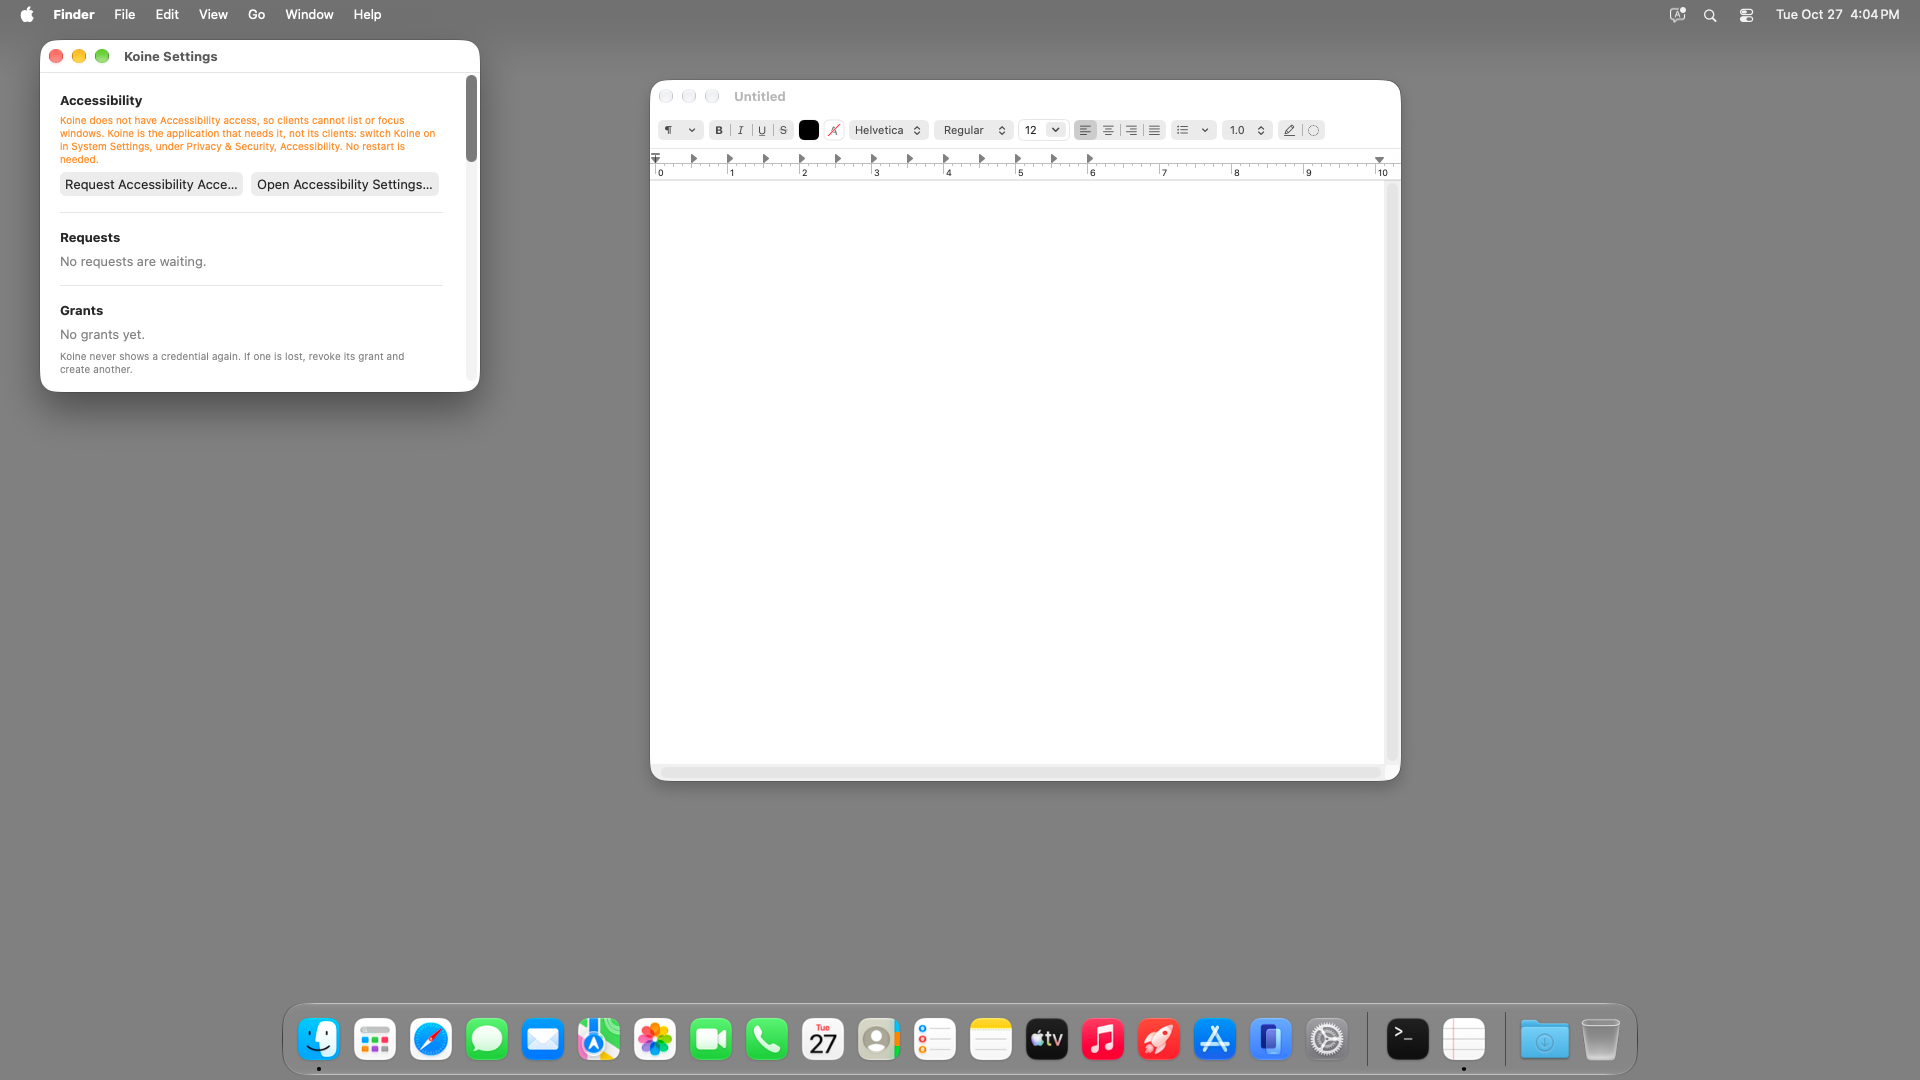 Finder File Edit View Go Window Help
Tue Oct 27 4:04 PM
Koine Settings
Accessibility
Koine does not have Accessibility access, so clients cannot list or focus
windows. Koine is the application that needs it, not its clients: switch Koine on
in System Settings, under Privacy & Security, Accessibility. No restart is
needed.
Request Accessibility Acce... Open Accessibility Settings...
Requests
No requests are waiting.
Grants
No grants yet.
Koine never shows a credential again. If one is lost, revoke its grant and
create another.
Untitled
¶ B I U S Helvetica Regular 12 1.0
0 1 2 3 4 5 6 7 8 9 10
Tue
27
tv
>_